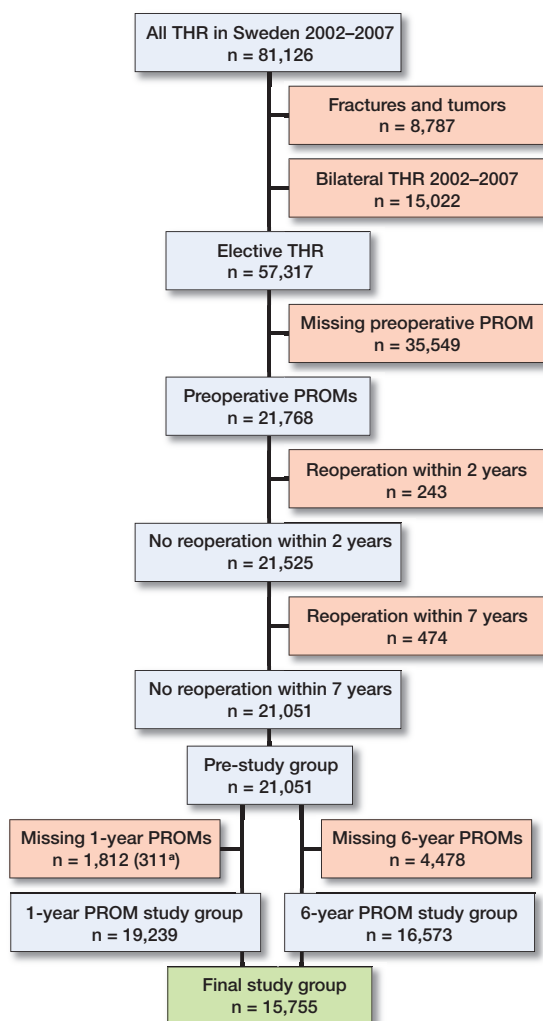 All THR in Sweden 2002–2007
n = 81,126
Fractures and tumors
n = 8,787
Bilateral THR 2002–2007
n = 15,022
Elective THR
n = 57,317
Missing preoperative PROM
n = 35,549
Preoperative PROMs
n = 21,768
Reoperation within 2 years
n = 243
No reoperation within 2 years
n = 21,525
Reoperation within 7 years
n = 474
No reoperation within 7 years
n = 21,051
Pre-study group
n = 21,051
Missing 1-year PROMs
n = 1,812 (311ᵃ)
Missing 6-year PROMs
n = 4,478
1-year PROM study group
n = 19,239
6-year PROM study group
n = 16,573
Final study group
n = 15,755